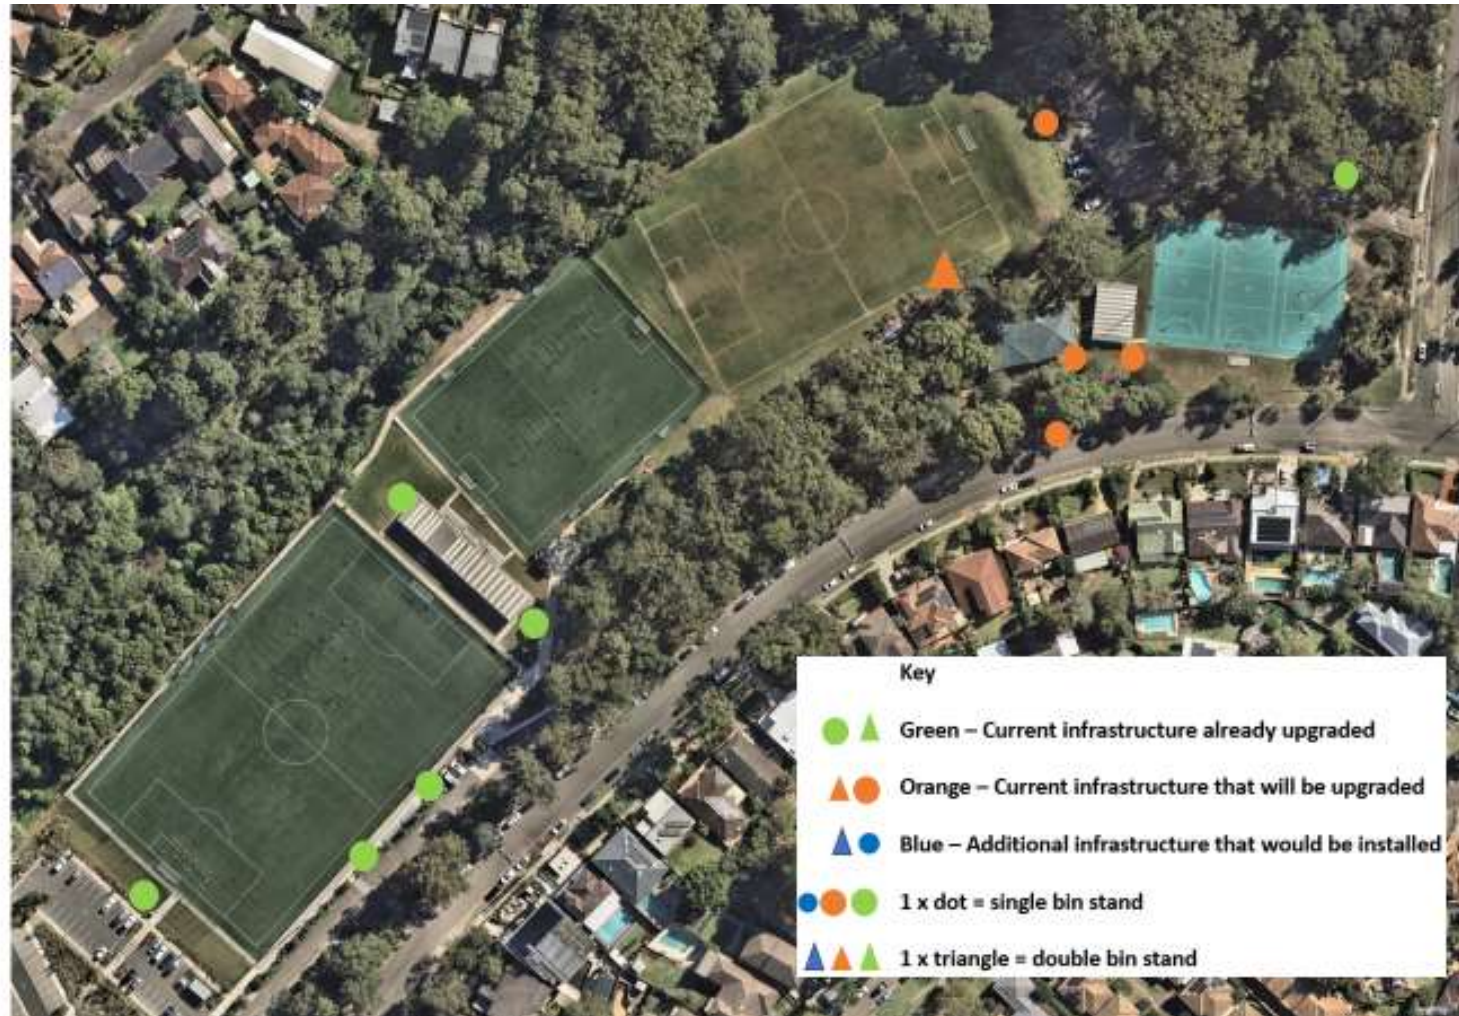 Key
Green – Current infrastructure already upgraded
Orange – Current infrastructure that will be upgraded
Blue – Additional infrastructure that would be installed
1 x dot = single bin stand
1 x triangle = double bin stand